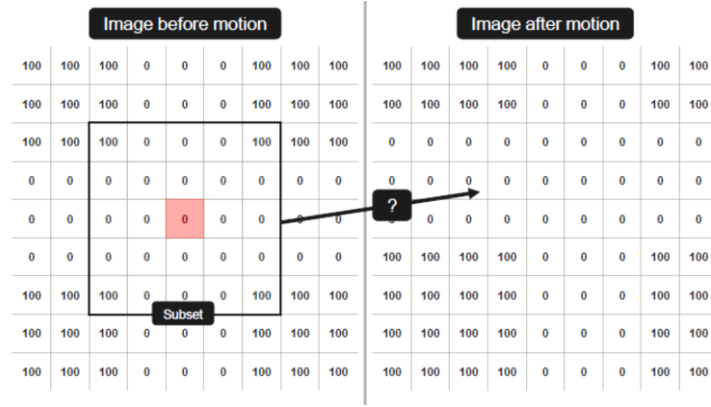 Image before motion Image after motion
100 100 100 0 0 0 100 100 100 100 100 100 100 0 0 0 100 100
100 100 100 0 0 0 100 100 100 100 100 100 100 0 0 0 100 100
100 100 100 0 0 0 100 100 100 0 0 0 0 0 0 0 0 0
0 0 0 0 0 0 0 0 0 0 0 0 0 0 0 0 0 0
?
0 0 0 0 0 0 0 0 0 0 0 0 0 0 0 0 0 0
0 0 0 0 0 0 0 0 0 100 100 100 100 0 0 0 100 100
100 100 100 0 0 0 100 100 100 100 100 100 100 0 0 0 100 100
Subset
100 100 100 0 0 0 100 100 100 100 100 100 100 0 0 0 100 100
100 100 100 0 0 0 100 100 100 100 100 100 100 0 0 0 100 100